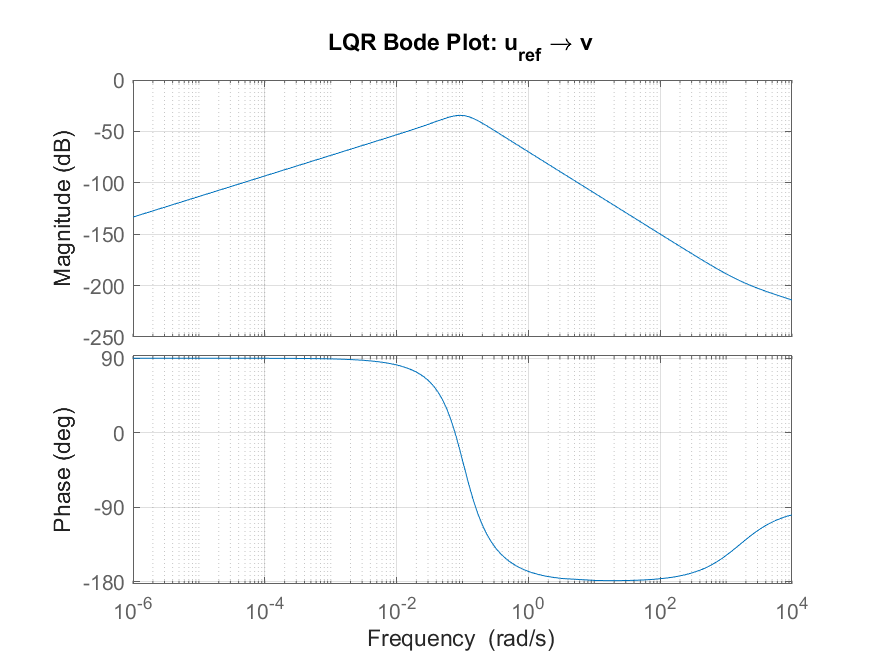 LQR Bode Plot: u_ref → v
Magnitude (dB)
0
-50
-100
-150
-200
-250
Phase (deg)
90
0
-90
-180
10^-6 10^-4 10^-2 10^0 10^2 10^4
Frequency (rad/s)